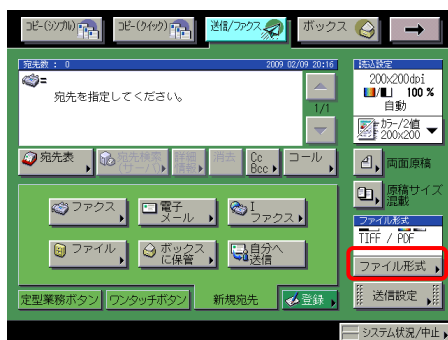 コピー(シンプル)
コピー(クイック)
送信/ファクス
ボックス
宛先数 : 0
2009 02/09 20:16
宛先を指定してください。
1/1
宛先表
宛先検索
(サーバ)
詳細
情報
消去
Cc
Bcc
コール
ファクス
電子
メール
I
ファクス
ファイル
ボックス
に保管
自分へ
送信
定型業務ボタン
ワンタッチボタン
新規宛先
登録
読込設定
200x200dpi
100 %
自動
カラー/2値
200x200
両面原稿
原稿サイズ
混載
ファイル形式
TIFF / PDF
ファイル形式
送信設定
システム状況/中止